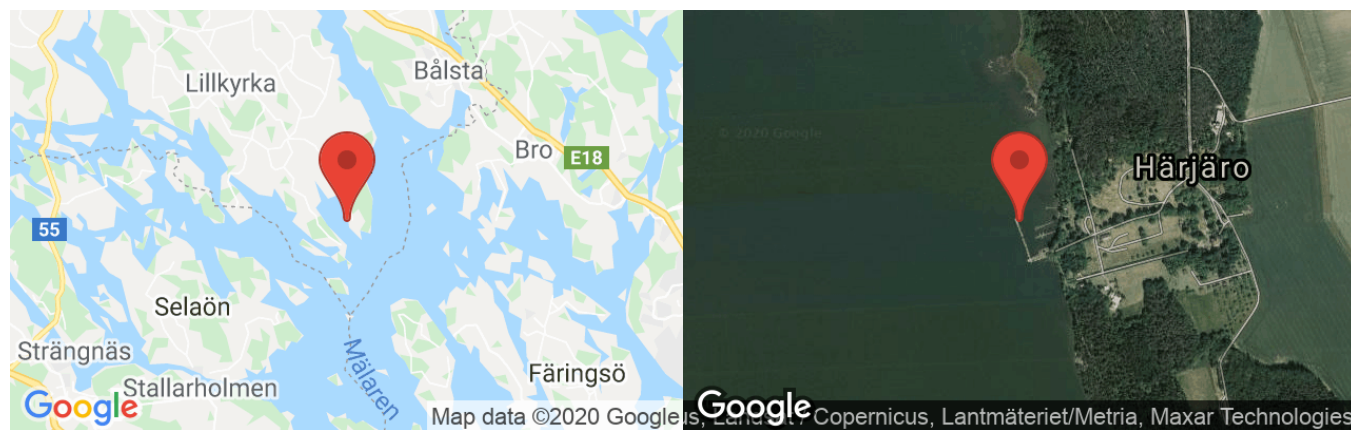 Bålsta
Lillkyrka
Bro
E18
55
Selaön
Strängnäs
Mälaren
Färingsö
Stallarholmen
Google
Map data ©2020 Google
© 2020 Google
Härjäro
Google
Copernicus, Lantmäteriet/Metria, Maxar Technologies